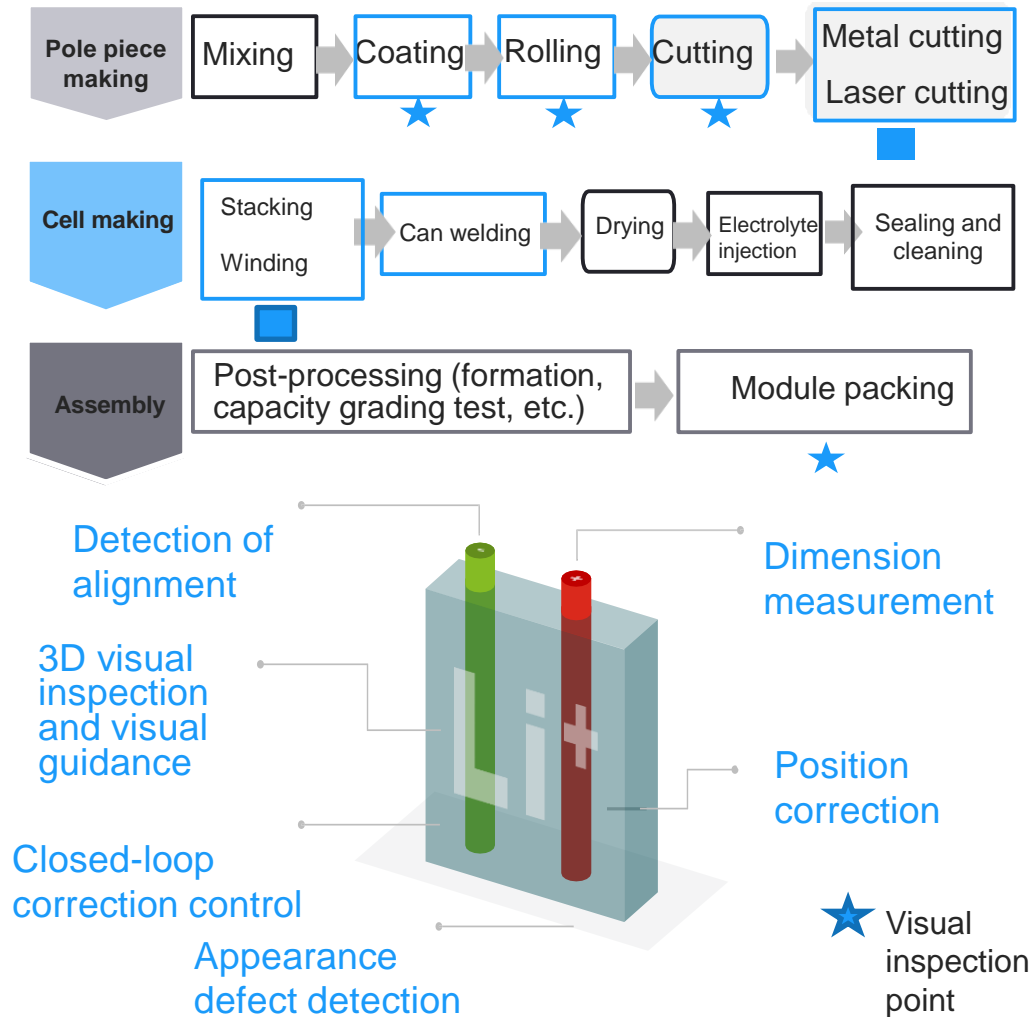 Pole piece
making
Mixing
Coating
Rolling
Cutting
Metal cutting
Laser cutting
Cell making
Stacking
Winding
Can welding
Drying
Electrolyte
injection
Sealing and
cleaning
Assembly
Post-processing (formation,
capacity grading test, etc.)
Module packing
Detection of
alignment
Dimension
measurement
3D visual
inspection
and visual
guidance
Li+
-
+
Position
correction
Closed-loop
correction control
Appearance
defect detection
Visual
inspection
point